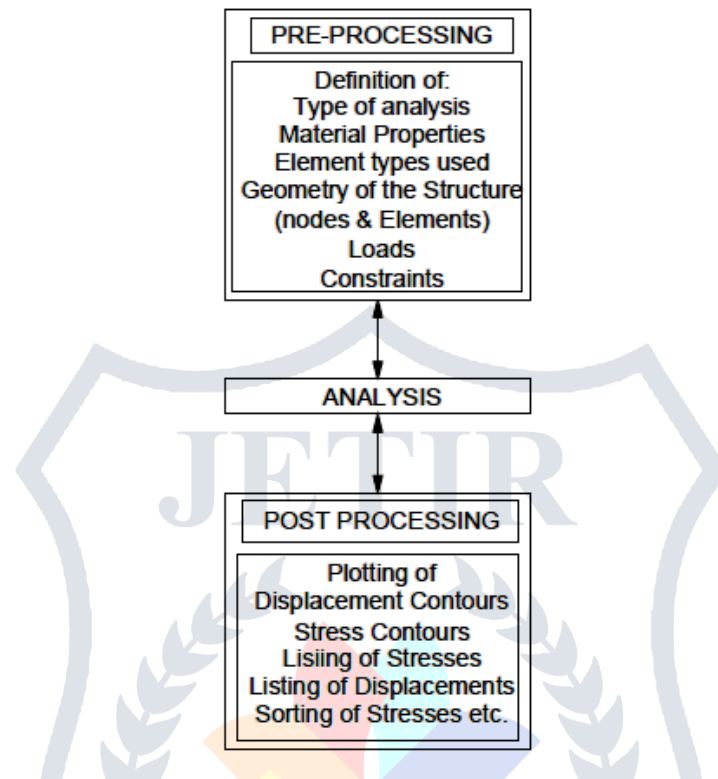 PRE-PROCESSING
Definition of:
Type of analysis
Material Properties
Element types used
Geometry of the Structure
(nodes & Elements)
Loads
Constraints
ANALYSIS
JETIR
POST PROCESSING
Plotting of
Displacement Contours
Stress Contours
Lisiing of Stresses
Listing of Displacements
Sorting of Stresses etc.